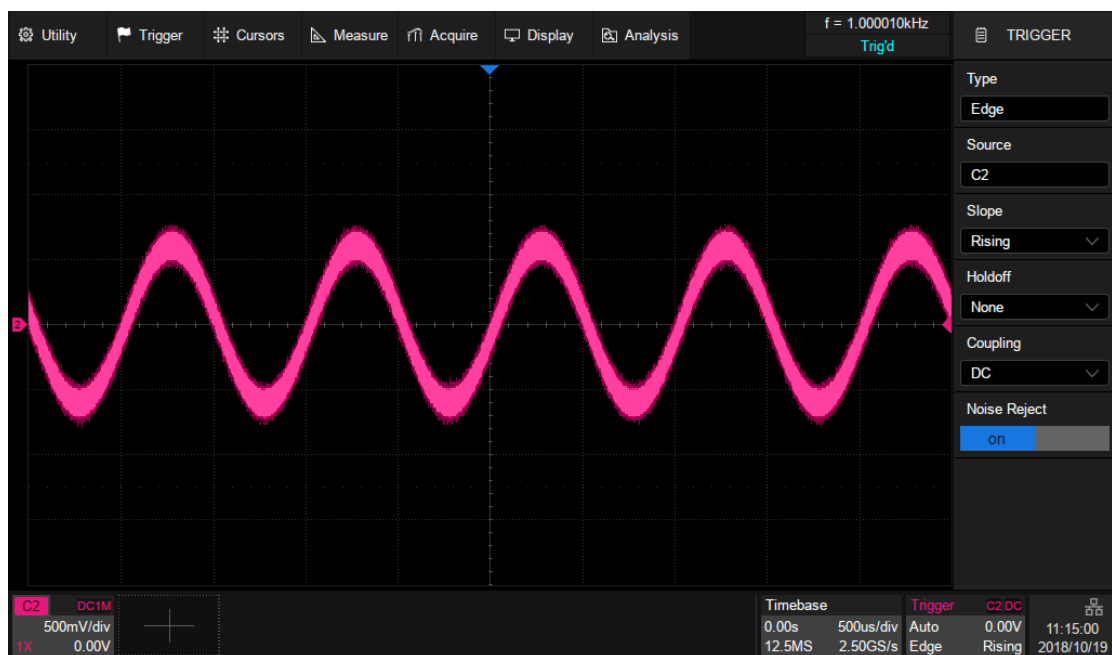 Utility Trigger Cursors Measure Acquire Display Analysis
f = 1.000010kHz
Trig'd
TRIGGER
Type
Edge
Source
C2
Slope
Rising
Holdoff
None
Coupling
DC
Noise Reject
on
2
C2 DC1M
500mV/div
1X 0.00V
Timebase
0.00s 500us/div
12.5MS 2.50GS/s
Trigger C2 DC
Auto 0.00V
Edge Rising
11:15:00
2018/10/19